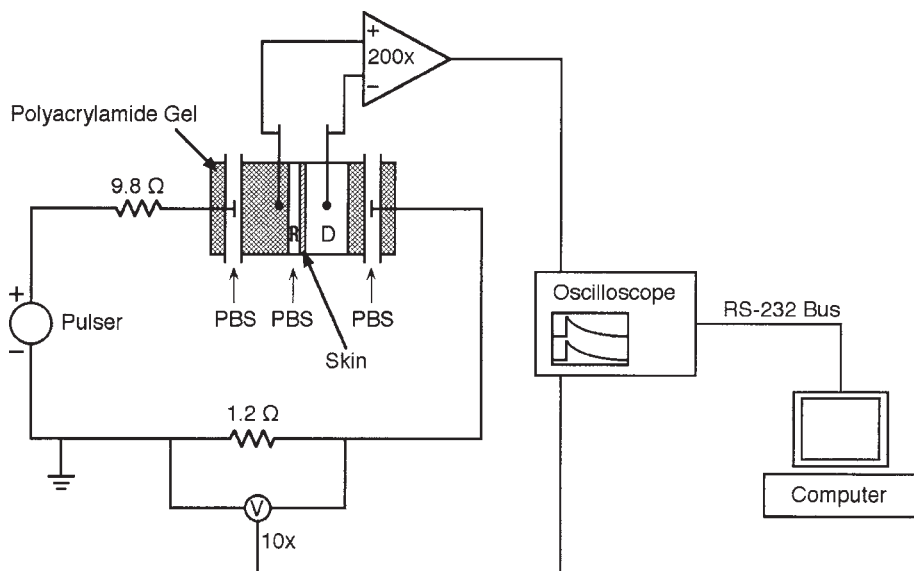 +
200x
−
Polyacrylamide Gel
9.8 Ω
R
D
+
Pulser
−
PBS
PBS
PBS
Skin
Oscilloscope
RS-232 Bus
1.2 Ω
V
10x
Computer